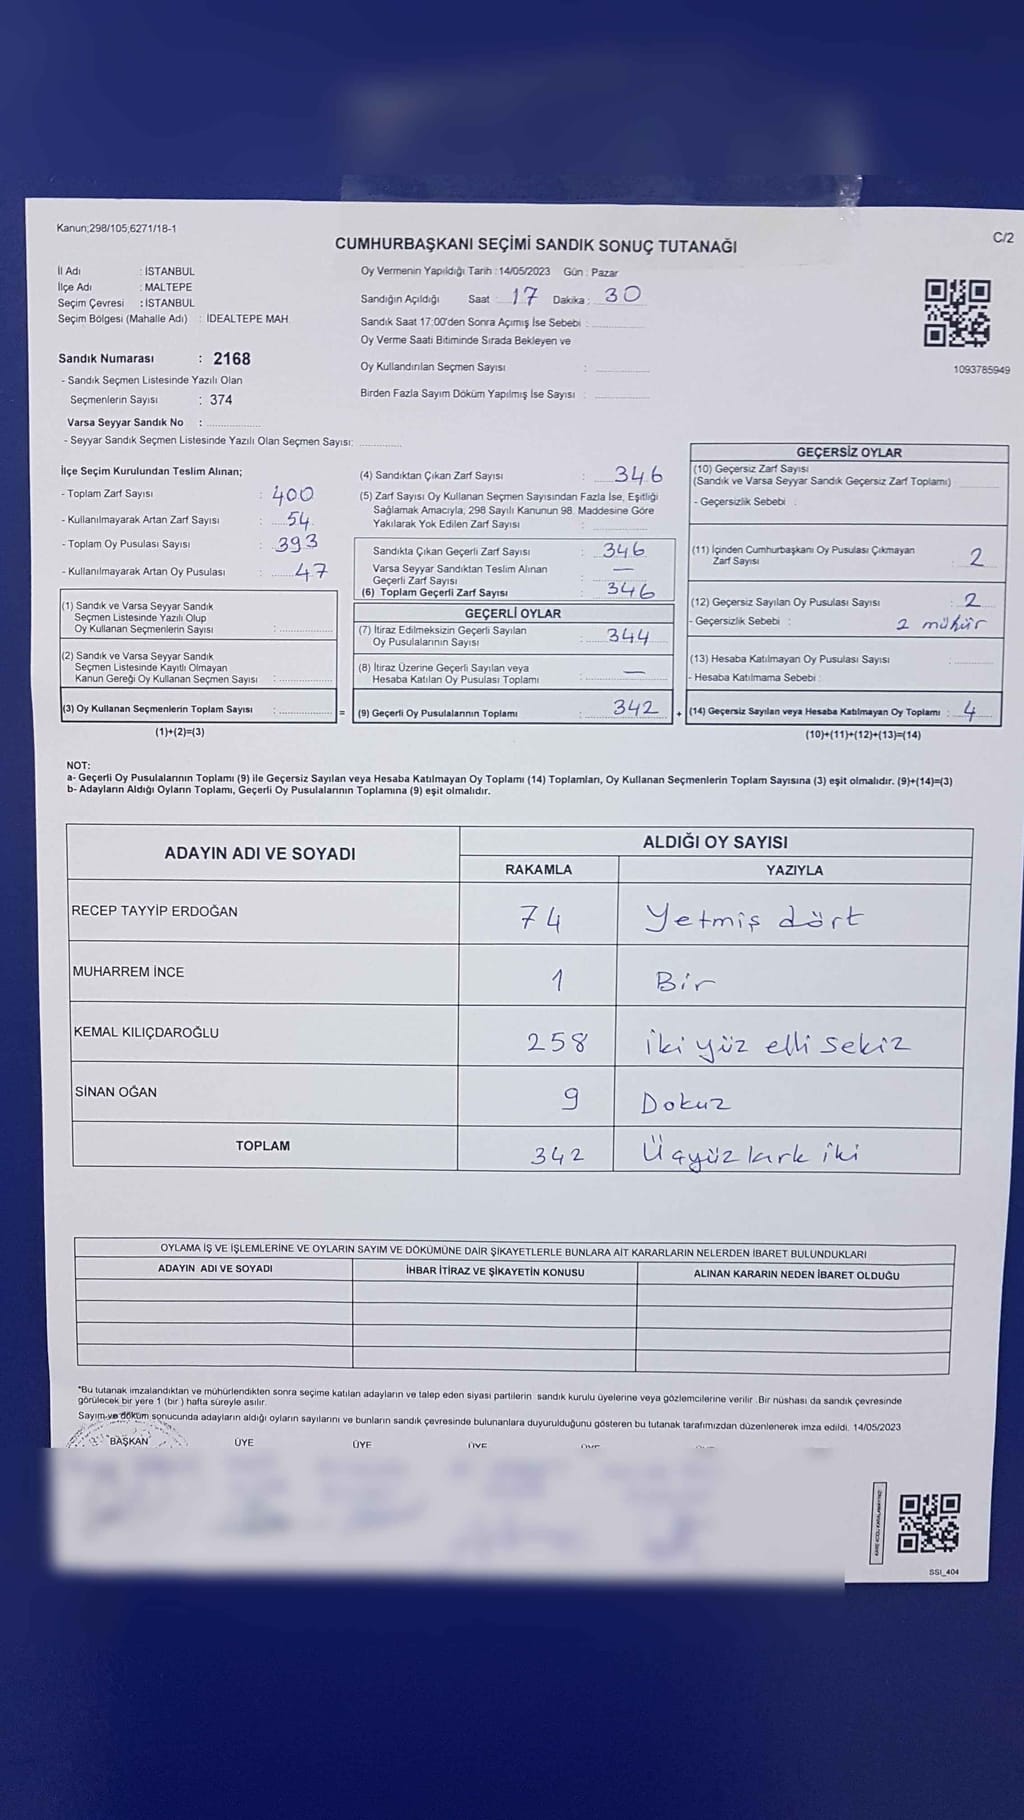 Kanun;298/105,6271/18-1
C/2
CUMHURBAŞKANI SEÇİMİ SANDIK SONUÇ TUTANAĞI
İl Adı : İSTANBUL
İlçe Adı : MALTEPE
Seçim Çevresi : İSTANBUL
Seçim Bölgesi (Mahalle Adı) : İDEALTEPE MAH.
Oy Vermenin Yapıldığı Tarih : 14/05/2023 Gün : Pazar
Sandığın Açıldığı Saat 17 Dakika : 30
Sandık Saat 17:00'den Sonra Açımış İse Sebebi :
Oy Verme Saati Bitiminde Sırada Bekleyen ve
Oy Kullandırılan Seçmen Sayısı :
Birden Fazla Sayım Döküm Yapılmış İse Sayısı :
1093785949
Sandık Numarası : 2168
- Sandık Seçmen Listesinde Yazılı Olan
Seçmenlerin Sayısı : 374
Varsa Seyyar Sandık No :
- Seyyar Sandık Seçmen Listesinde Yazılı Olan Seçmen Sayısı:
İlçe Seçim Kurulundan Teslim Alınan;
- Toplam Zarf Sayısı : 400
- Kullanılmayarak Artan Zarf Sayısı : 54
- Toplam Oy Pusulası Sayısı : 393
- Kullanılmayarak Artan Oy Pusulası : 47
(1) Sandık ve Varsa Seyyar Sandık
Seçmen Listesinde Yazılı Olup
Oy Kullanan Seçmenlerin Sayısı :
(2) Sandık ve Varsa Seyyar Sandık
Seçmen Listesinde Kayıtlı Olmayan
Kanun Gereği Oy Kullanan Seçmen Sayısı :
(3) Oy Kullanan Seçmenlerin Toplam Sayısı :
(1)+(2)=(3)
=
(4) Sandıktan Çıkan Zarf Sayısı : 346
(5) Zarf Sayısı Oy Kullanan Seçmen Sayısından Fazla İse, Eşitliği
Sağlamak Amacıyla; 298 Sayılı Kanunun 98. Maddesine Göre
Yakılarak Yok Edilen Zarf Sayısı :
Sandıkta Çıkan Geçerli Zarf Sayısı : 346
Varsa Seyyar Sandıktan Teslim Alınan
Geçerli Zarf Sayısı : —
(6) Toplam Geçerli Zarf Sayısı : 346
GEÇERLİ OYLAR
(7) İtiraz Edilmeksizin Geçerli Sayılan
Oy Pusulalarının Sayısı : 344
(8) İtiraz Üzerine Geçerli Sayılan veya
Hesaba Katılan Oy Pusulası Toplamı : —
(9) Geçerli Oy Pusulalarının Toplamı : 342
+
GEÇERSİZ OYLAR
(10) Geçersiz Zarf Sayısı
(Sandık ve Varsa Seyyar Sandık Geçersiz Zarf Toplamı) :
- Geçersizlik Sebebi :
(11) İçinden Cumhurbaşkanı Oy Pusulası Çıkmayan
Zarf Sayısı : 2
(12) Geçersiz Sayılan Oy Pusulası Sayısı : 2
- Geçersizlik Sebebi : 2 mühür
(13) Hesaba Katılmayan Oy Pusulası Sayısı :
- Hesaba Katılmama Sebebi :
(14) Geçersiz Sayılan veya Hesaba Katılmayan Oy Toplamı : 4
(10)+(11)+(12)+(13)=(14)
NOT:
a- Geçerli Oy Pusulalarının Toplamı (9) ile Geçersiz Sayılan veya Hesaba Katılmayan Oy Toplamı (14) Toplamları, Oy Kullanan Seçmenlerin Toplam Sayısına (3) eşit olmalıdır. (9)+(14)=(3)
b- Adayların Aldığı Oyların Toplamı, Geçerli Oy Pusulalarının Toplamına (9) eşit olmalıdır.
ADAYIN ADI VE SOYADI
ALDIĞI OY SAYISI
RAKAMLA YAZIYLA
RECEP TAYYİP ERDOĞAN 74 Yetmiş dört
MUHARREM İNCE 1 Bir
KEMAL KILIÇDAROĞLU 258 iki yüz elli sekiz
SİNAN OĞAN 9 Dokuz
TOPLAM 342 Üçyüz kırk iki
OYLAMA İŞ VE İŞLEMLERİNE VE OYLARIN SAYIM VE DÖKÜMÜNE DAİR ŞİKAYETLERLE BUNLARA AİT KARARLARIN NELERDEN İBARET BULUNDUKLARI
ADAYIN ADI VE SOYADI İHBAR İTİRAZ VE ŞİKAYETİN KONUSU ALINAN KARARIN NEDEN İBARET OLDUĞU
*Bu tutanak imzalandıktan ve mühürlendikten sonra seçime katılan adayların ve talep eden siyasi partilerin sandık kurulu üyelerine veya gözlemcilerine verilir .Bir nüshası da sandık çevresinde
görülecek bir yere 1 (bir ) hafta süreyle asılır.
Sayım ve döküm sonucunda adayların aldığı oyların sayılarını ve bunların sandık çevresinde bulunanlara duyurulduğunu gösteren bu tutanak tarafımızdan düzenlenerek imza edildi. 14/05/2023
BAŞKAN ÜYE ÜYE ÜYE ÜYE
SSI_404